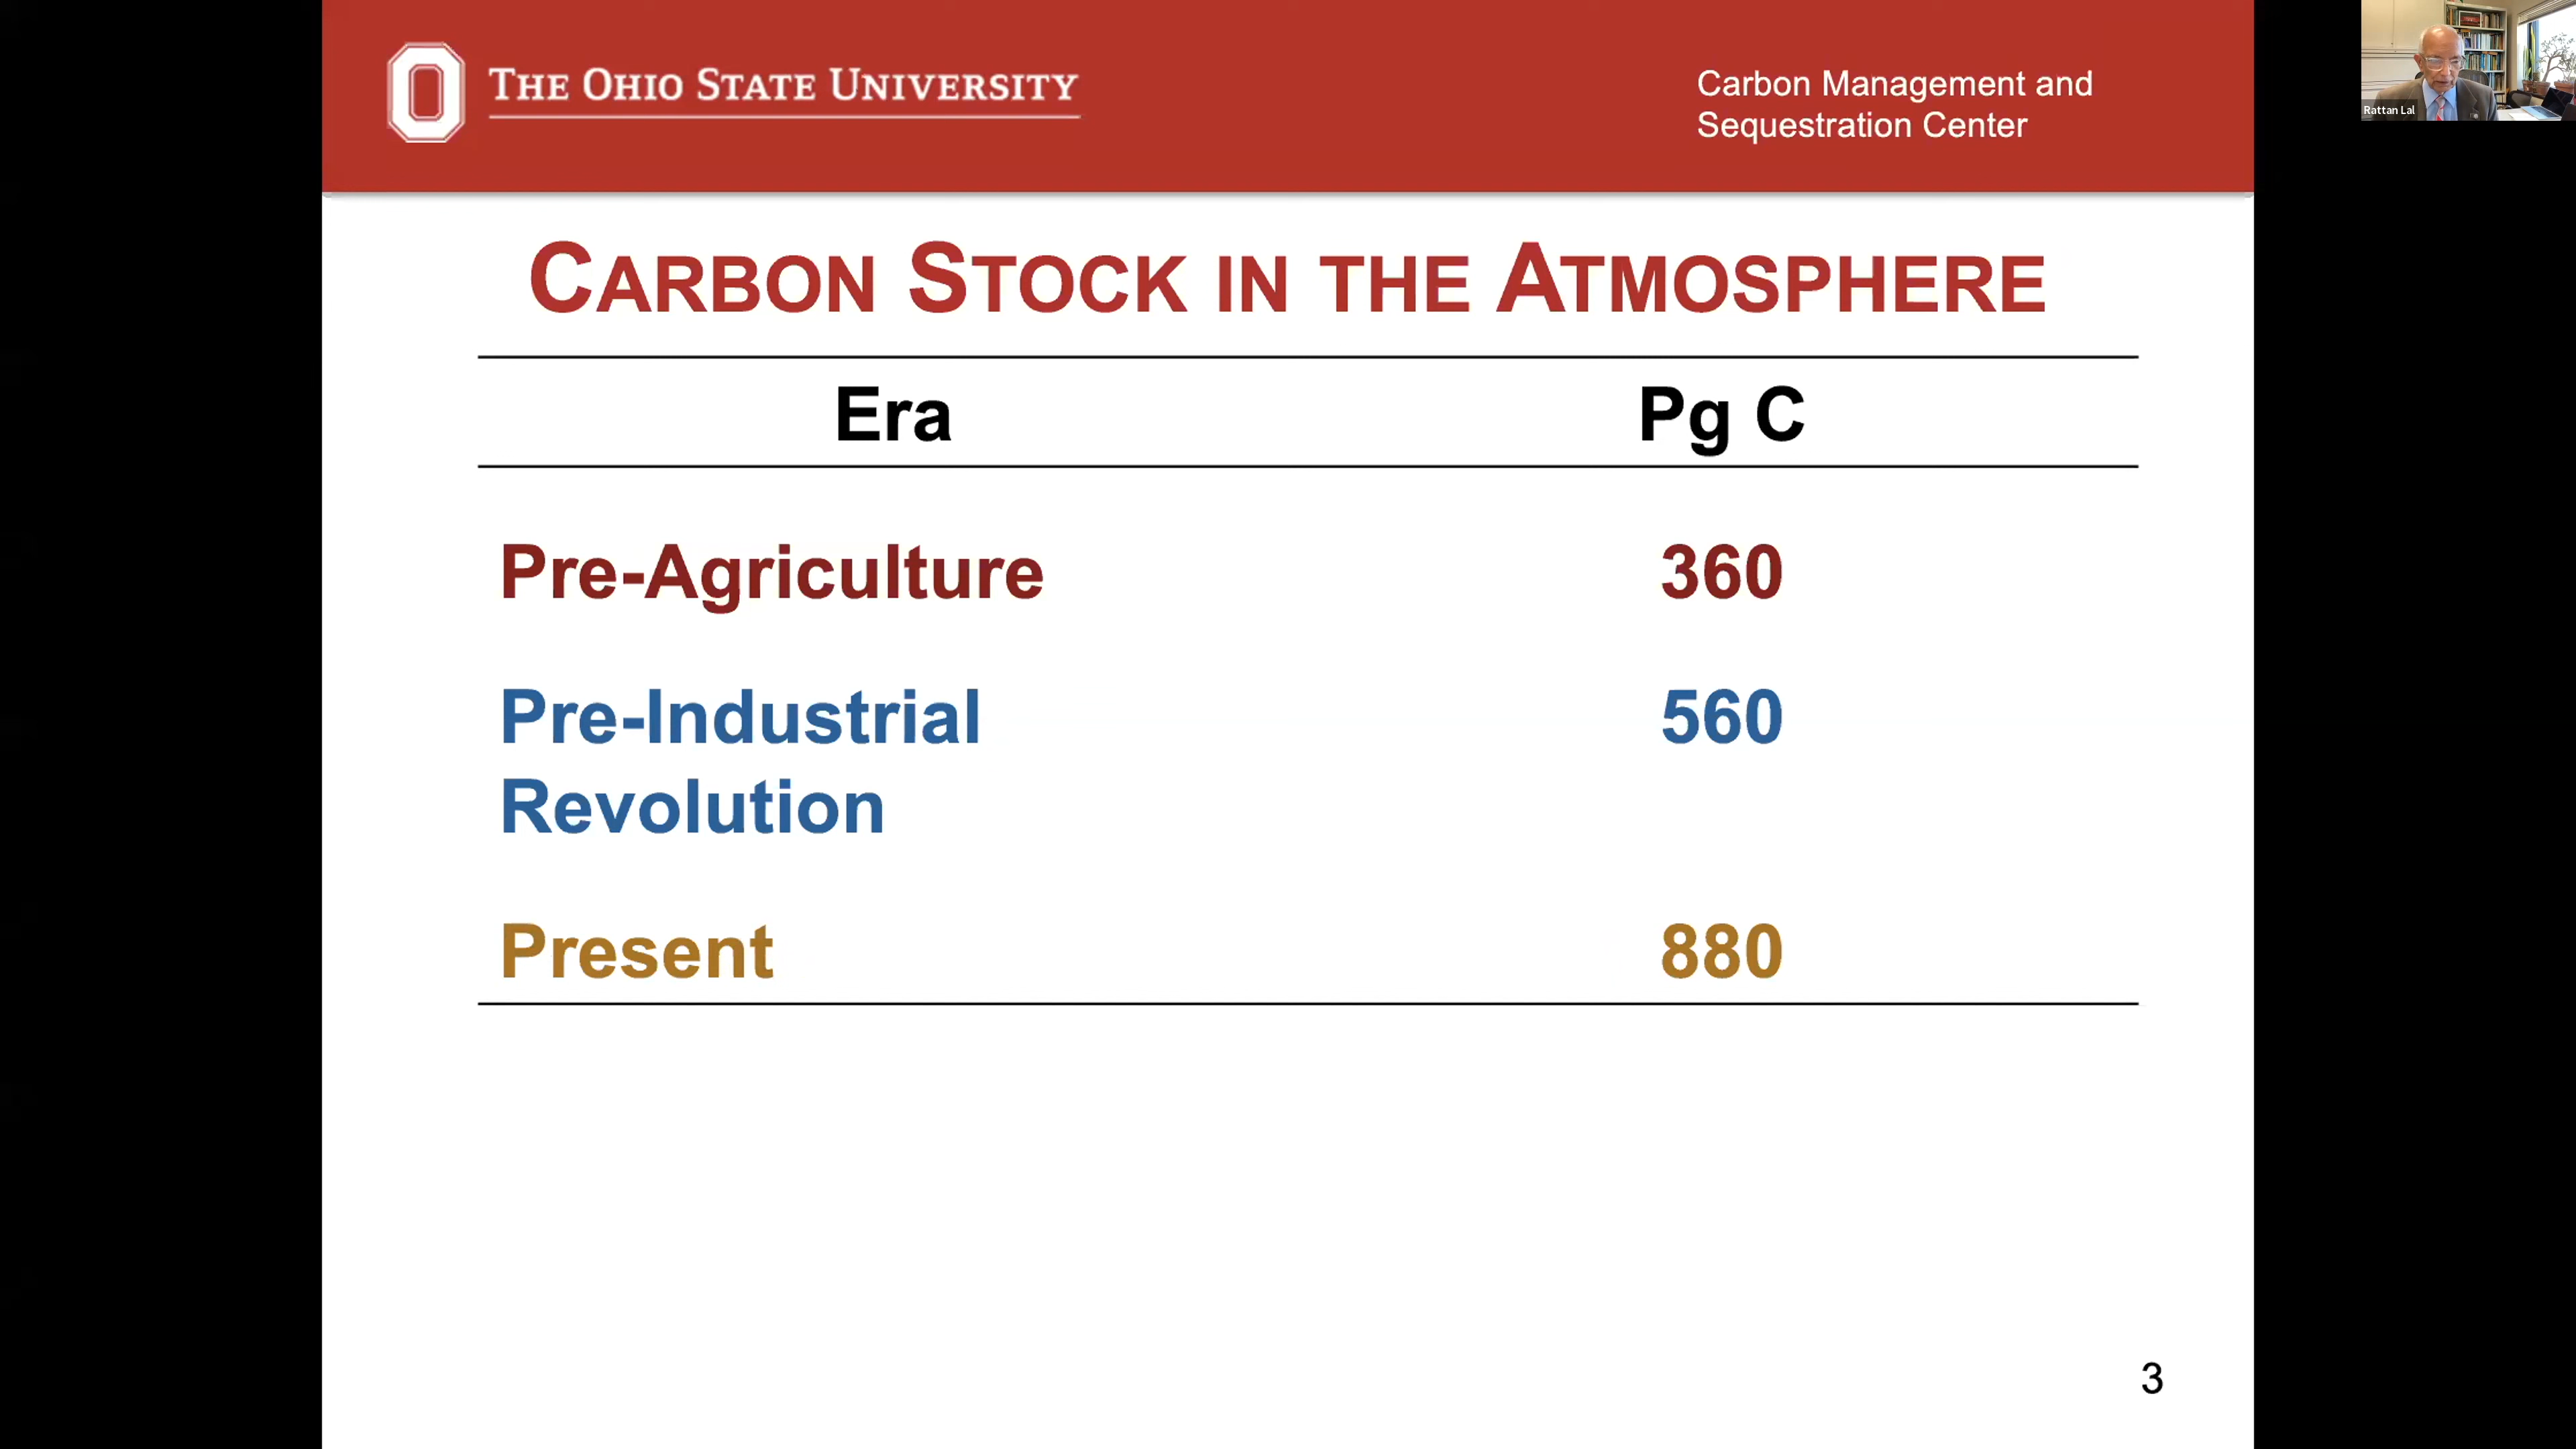 THE OHIO STATE UNIVERSITY
Carbon Management and
Sequestration Center
Rattan Lal
CARBON STOCK IN THE ATMOSPHERE
Era Pg C
Pre-Agriculture 360
Pre-Industrial 560
Revolution
Present 880
3